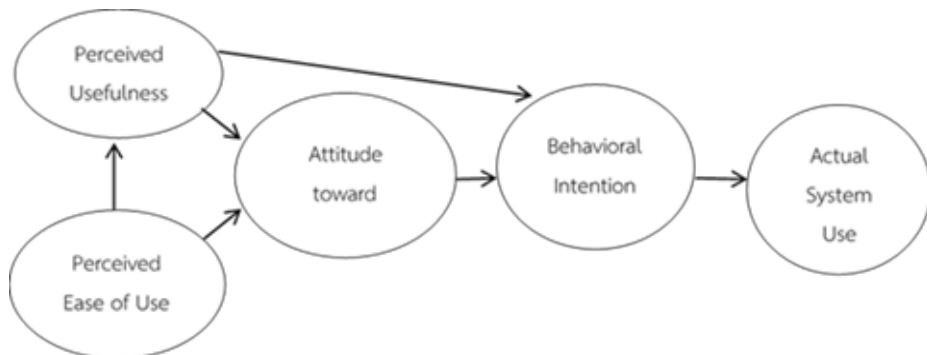 Perceived
Usefulness
Attitude
toward
Behavioral
Intention
Actual
System
Use
Perceived
Ease of Use